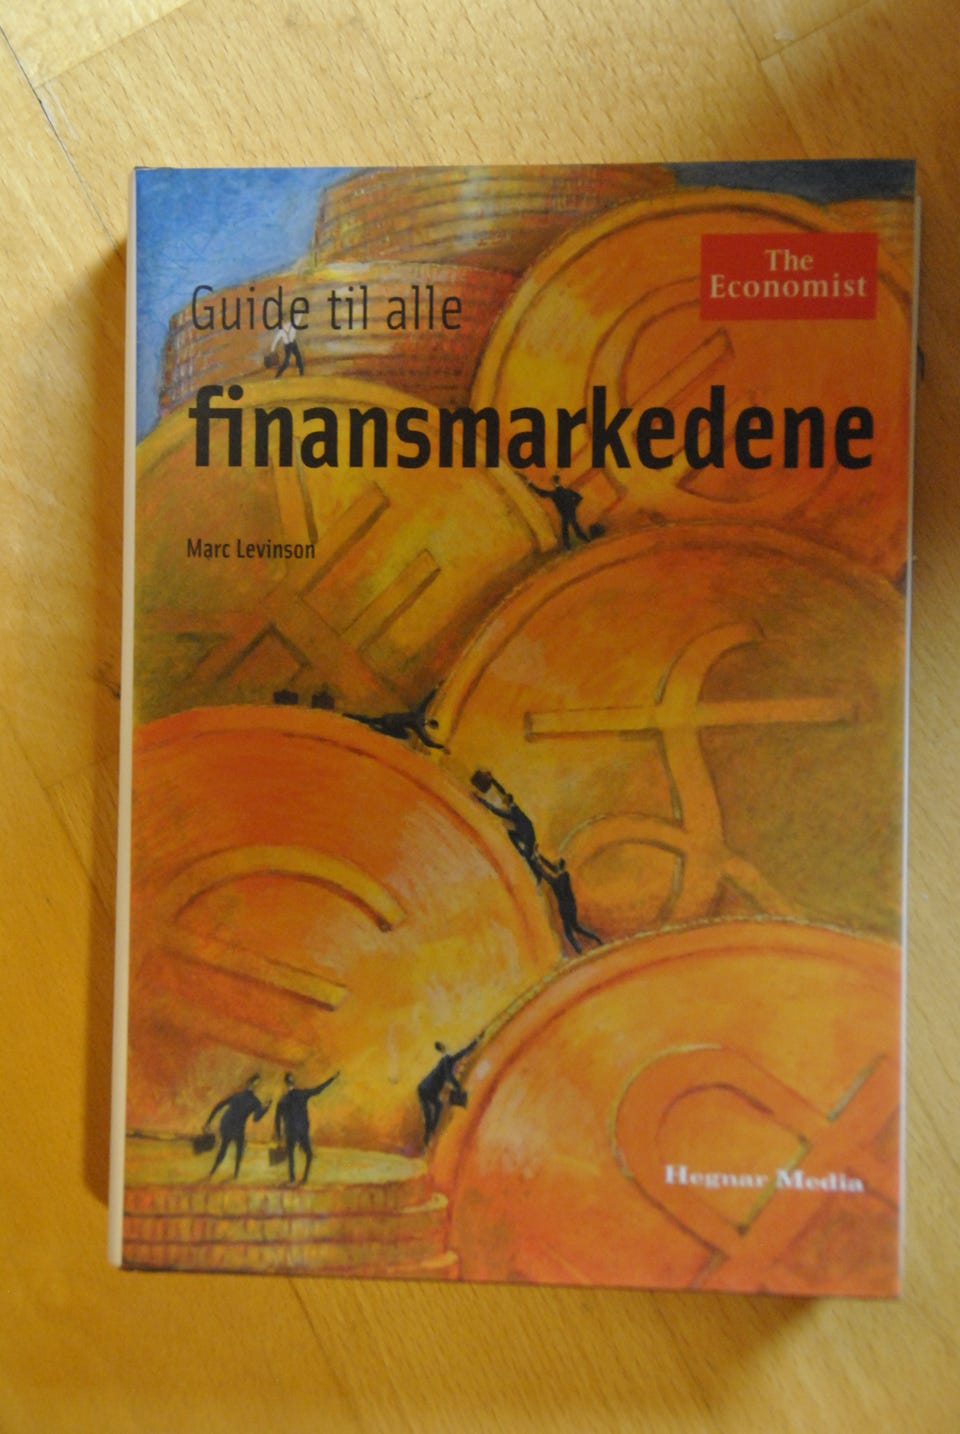 Guide til alle
The
Economist
finansmarkedene
Marc Levinson
Hegnar Media